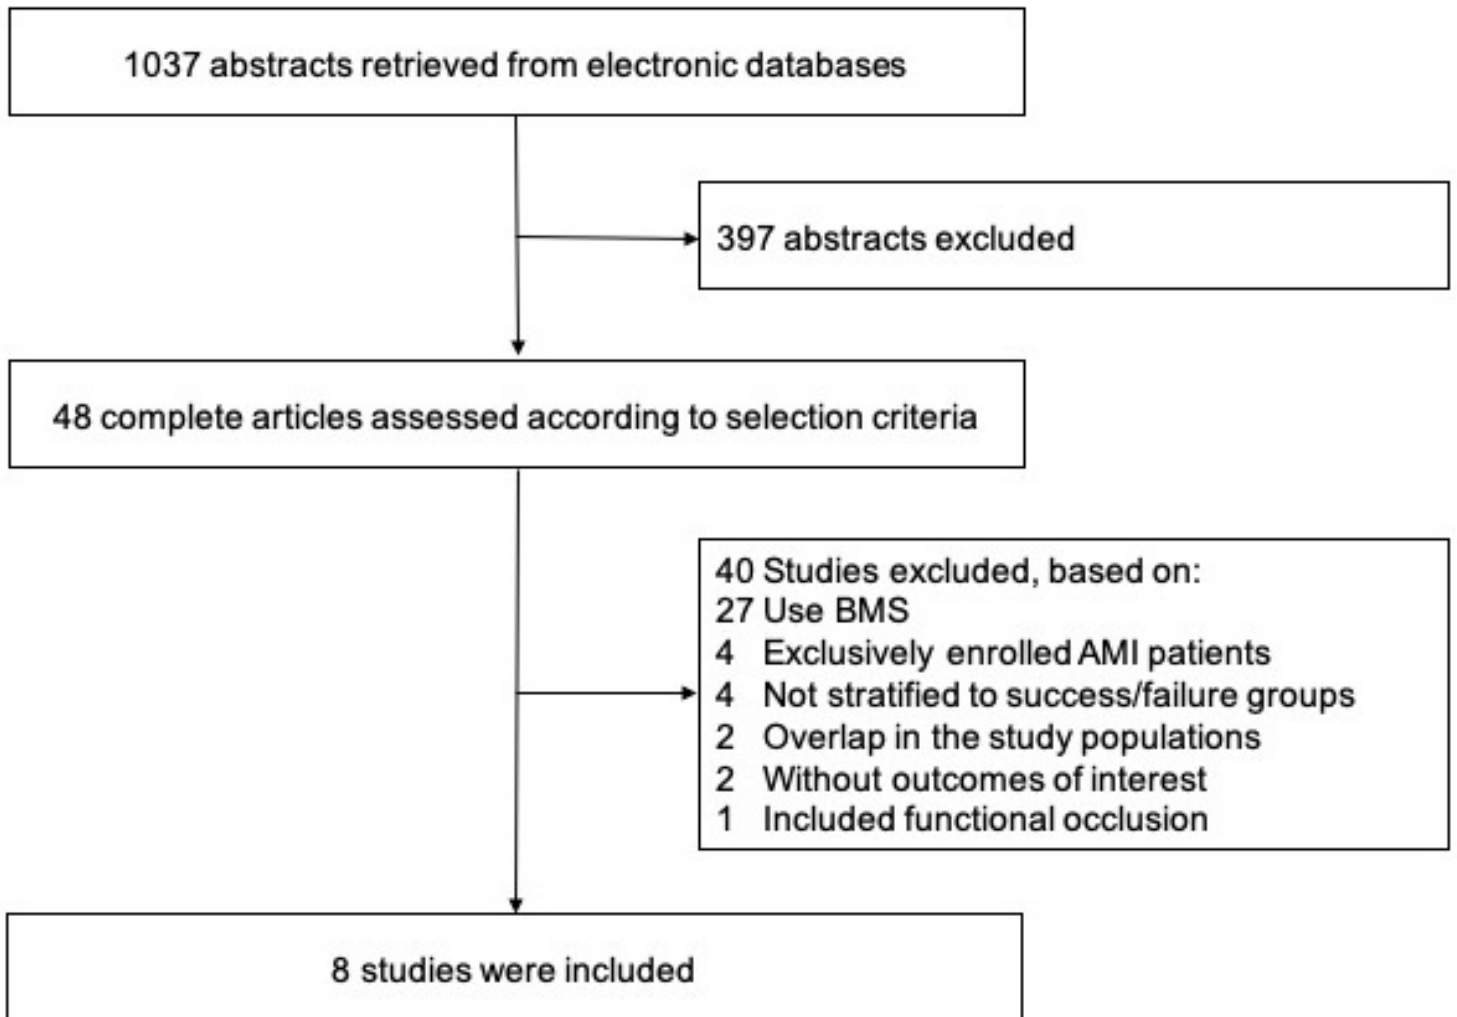 1037 abstracts retrieved from electronic databases
397 abstracts excluded
48 complete articles assessed according to selection criteria
40 Studies excluded, based on:
27 Use BMS
4 Exclusively enrolled AMI patients
4 Not stratified to success/failure groups
2 Overlap in the study populations
2 Without outcomes of interest
1 Included functional occlusion
8 studies were included